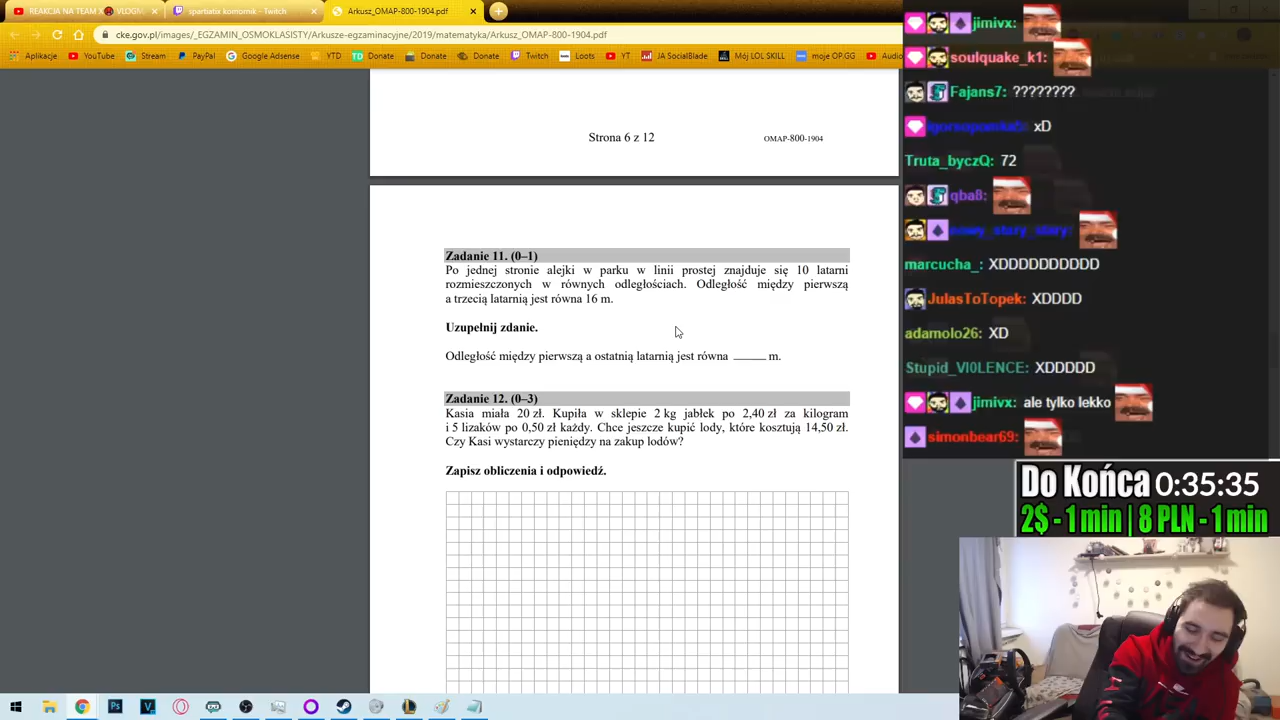 REAKCJA NA TEAM X
VLOGM
spartiatix komornik - Twitch
Arkusz_OMAP-800-1904.pdf
cke.gov.pl/images/_EGZAMIN_OSMOKLASISTY/Arkusze-egzaminacyjne/2019/matematyka/Arkusz_OMAP-800-1904.pdf
Aplikacje YouTube Stream PayPal Google Adsense YTD Donate Donate Donate Twitch Loots YT JA SocialBlade Mój LOL SKILL moje OP.GG Audio
Strona 6 z 12
OMAP-800-1904
Zadanie 11. (0–1)
Po jednej stronie alejki w parku w linii prostej znajduje się 10 latarni
rozmieszczonych w równych odległościach. Odległość między pierwszą
a trzecią latarnią jest równa 16 m.
Uzupełnij zdanie.
Odległość między pierwszą a ostatnią latarnią jest równa _____ m.
Zadanie 12. (0–3)
Kasia miała 20 zł. Kupiła w sklepie 2 kg jabłek po 2,40 zł za kilogram
i 5 lizaków po 0,50 zł każdy. Chce jeszcze kupić lody, które kosztują 14,50 zł.
Czy Kasi wystarczy pieniędzy na zakup lodów?
Zapisz obliczenia i odpowiedź.
jimivx:
soulquake_k1:
Fajans7: ????????
xD
Truta_byczQ: 72
qba8:
marcucha_: XDDDDDDDDDD
JulasToTopek: XDDDD
adamolo26: XD
Stupid_VI0LENCE: XDDDDD
jimivx: ale tylko lekko
simonbear69:
Do Końca 0:35:35
2$ - 1 min | 8 PLN - 1 min